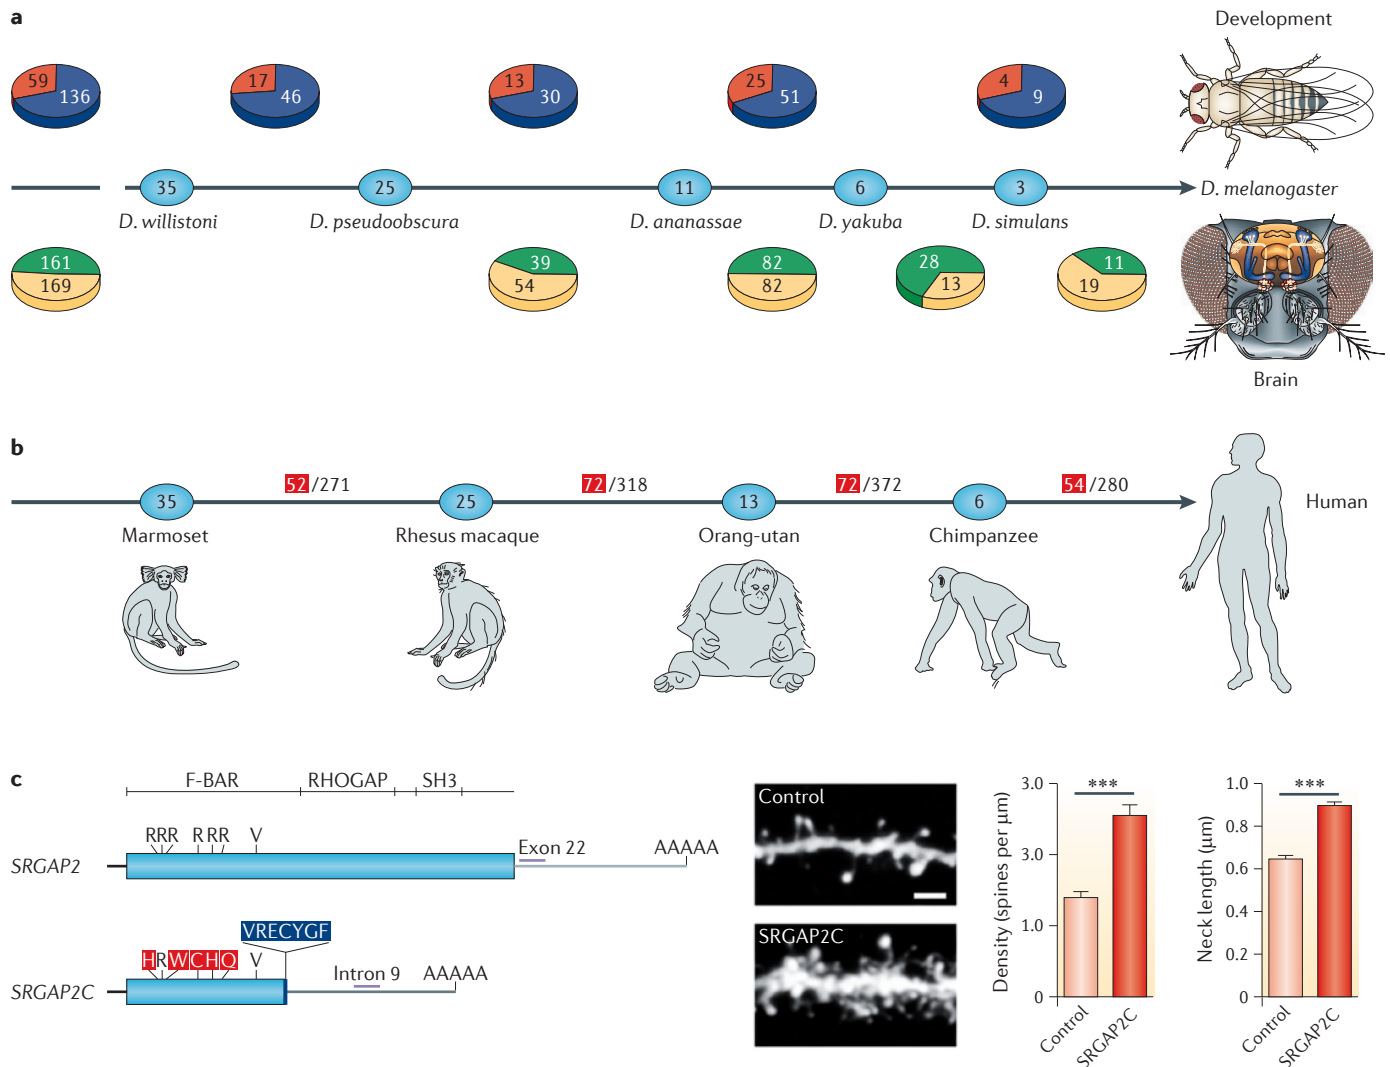 a
Development
59
136
17
46
13
30
25
51
4
9
35
25
11
6
3
D. melanogaster
D. willistoni
D. pseudoobscura
D. ananassae
D. yakuba
D. simulans
161
169
39
54
82
82
28
13
11
19
Brain
b
52/271
72/318
72/372
54/280
35
25
13
6
Human
Marmoset
Rhesus macaque
Orang-utan
Chimpanzee
c
F-BAR RHOGAP SH3
RRR R RR V
SRGAP2
Exon 22
AAAAA
VRECYGF
HRWCHQ V
SRGAP2C
Intron 9
AAAAA
Control
SRGAP2C
Density (spines per µm)
3.0
3.0
1.0
0
***
Control
SRGAP2C
Neck length (µm)
1.0
0.8
0.6
0.4
0.2
0
***
Control
SRGAP2C